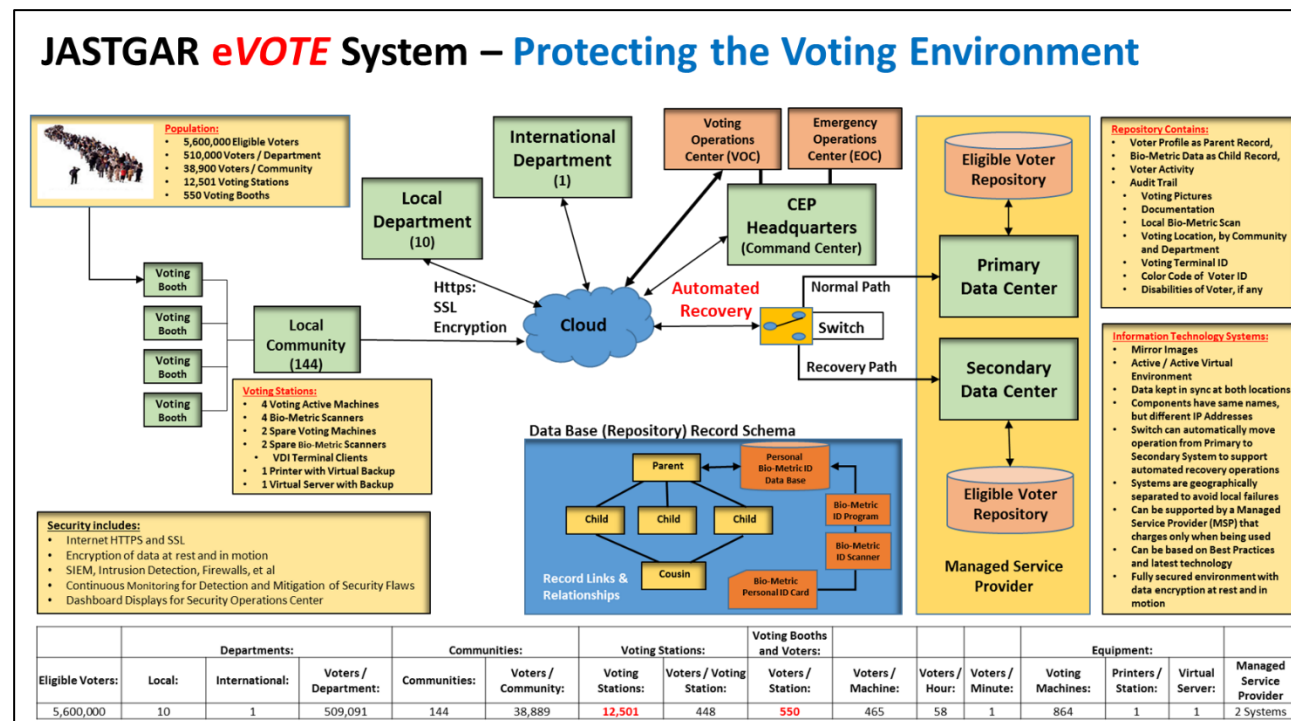 JASTGAR eVOTE System – Protecting the Voting Environment
Population:
• 5,600,000 Eligible Voters
• 510,000 Voters / Department
• 38,900 Voters / Community
• 12,501 Voting Stations
• 550 Voting Booths
International
Department
(1)
Local
Department
(10)
Voting
Operations
Center (VOC)
Emergency
Operations
Center (EOC)
CEP
Headquarters
(Command Center)
Eligible Voter
Repository
Primary
Data Center
Secondary
Data Center
Eligible Voter
Repository
Managed Service
Provider
Repository Contains:
• Voter Profile as Parent Record,
• Bio-Metric Data as Child Record,
• Voter Activity
• Audit Trail
• Voting Pictures
• Documentation
• Local Bio-Metric Scan
• Voting Location, by Community
and Department
• Voting Terminal ID
• Color Code of Voter ID
• Disabilities of Voter, if any
Voting
Booth
Voting
Booth
Voting
Booth
Voting
Booth
Local
Community
(144)
Https:
SSL
Encryption
Cloud
Automated
Recovery
Normal Path
Switch
Recovery Path
Voting Stations:
• 4 Voting Active Machines
• 4 Bio-Metric Scanners
• 2 Spare Voting Machines
• 2 Spare Bio-Metric Scanners
• VDI Terminal Clients
• 1 Printer with Virtual Backup
• 1 Virtual Server with Backup
Information Technology Systems:
• Mirror Images
• Active / Active Virtual
Environment
• Data kept in sync at both locations
• Components have same names,
but different IP Addresses
• Switch can automatically move
operation from Primary to
Secondary System to support
automated recovery operations
• Systems are geographically
separated to avoid local failures
• Can be supported by a Managed
Service Provider (MSP) that
charges only when being used
• Can be based on Best Practices
and latest technology
• Fully secured environment with
data encryption at rest and in
motion
Security includes:
• Internet HTTPS and SSL
• Encryption of data at rest and in motion
• SIEM, Intrusion Detection, Firewalls, et al
• Continuous Monitoring for Detection and Mitigation of Security Flaws
• Dashboard Displays for Security Operations Center
Data Base (Repository) Record Schema
Parent
Personal
Bio-Metric ID
Data Base
Child
Child
Child
Bio-Metric
ID Program
Bio-Metric
ID Scanner
Cousin
Bio-Metric
Personal ID Card
Record Links &
Relationships
Departments: Communities: Voting Stations: Voting Booths and Voters: Equipment:
Eligible Voters: Local: International: Voters / Department: Communities: Voters / Community: Voting Stations: Voters / Voting Station: Voters / Station: Voters / Machine: Voters / Hour: Voters / Minute: Voting Machines: Printers / Station: Virtual Server: Managed Service Provider
5,600,000 10 1 509,091 144 38,889 12,501 448 550 465 58 1 864 1 1 2 Systems